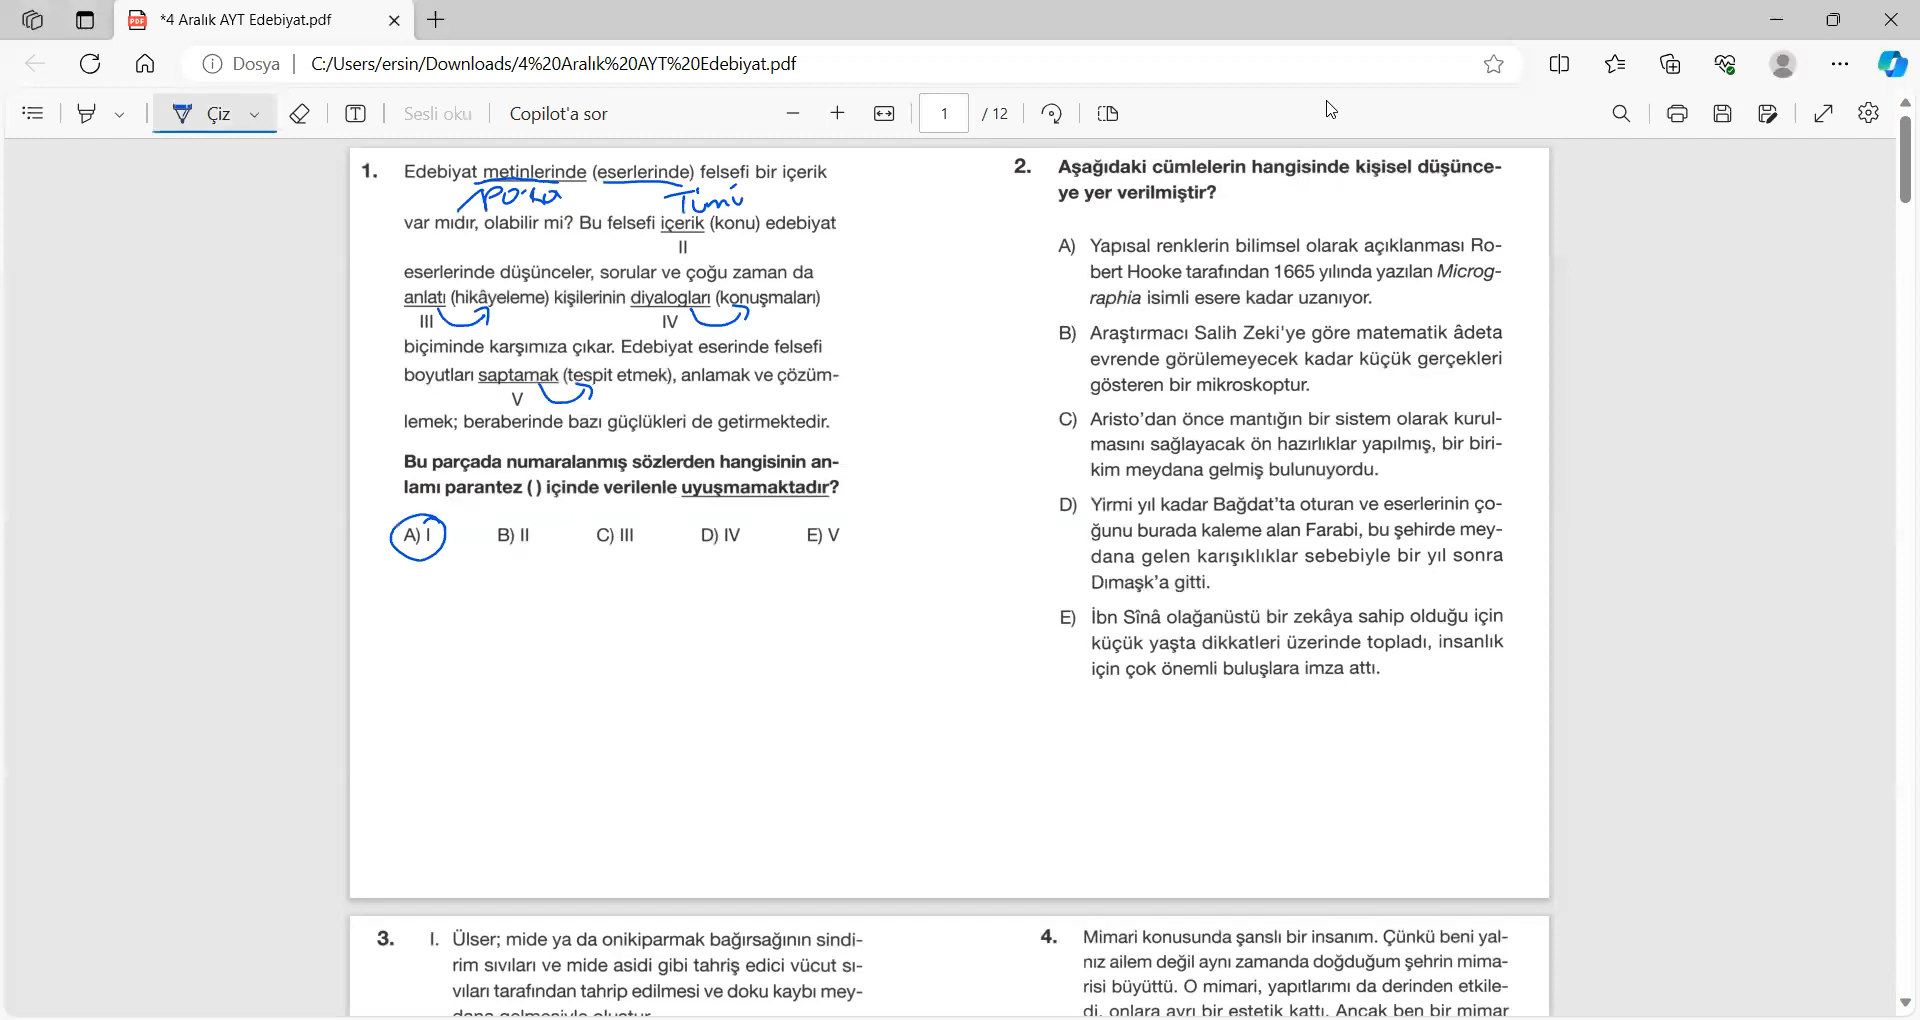 *4 Aralık AYT Edebiyat.pdf
Dosya
C:/Users/ersin/Downloads/4%20Aralık%20AYT%20Edebiyat.pdf
Çiz
Sesli oku
Copilot'a sor
1
/ 12
1. Edebiyat metinlerinde (eserlerinde) felsefi bir içerik
Tümü
var mıdır, olabilir mi? Bu felsefi içerik (konu) edebiyat
II
eserlerinde düşünceler, sorular ve çoğu zaman da
anlatı (hikâyeleme) kişilerinin diyalogları (konuşmaları)
III IV
biçiminde karşımıza çıkar. Edebiyat eserinde felsefi
boyutları saptamak (tespit etmek), anlamak ve çözüm-
V
lemek; beraberinde bazı güçlükleri de getirmektedir.
Bu parçada numaralanmış sözlerden hangisinin an-
lamı parantez ( ) içinde verilenle uyuşmamaktadır?
A) I B) II C) III D) IV E) V
2. Aşağıdaki cümlelerin hangisinde kişisel düşünce-
ye yer verilmiştir?
A) Yapısal renklerin bilimsel olarak açıklanması Ro-
bert Hooke tarafından 1665 yılında yazılan Microg-
raphia isimli esere kadar uzanıyor.
B) Araştırmacı Salih Zeki'ye göre matematik âdeta
evrende görülemeyecek kadar küçük gerçekleri
gösteren bir mikroskoptur.
C) Aristo'dan önce mantığın bir sistem olarak kurul-
masını sağlayacak ön hazırlıklar yapılmış, bir biri-
kim meydana gelmiş bulunuyordu.
D) Yirmi yıl kadar Bağdat'ta oturan ve eserlerinin ço-
ğunu burada kaleme alan Farabi, bu şehirde mey-
dana gelen karışıklıklar sebebiyle bir yıl sonra
Dımaşk'a gitti.
E) İbn Sînâ olağanüstü bir zekâya sahip olduğu için
küçük yaşta dikkatleri üzerinde topladı, insanlık
için çok önemli buluşlara imza attı.
3. I. Ülser; mide ya da onikiparmak bağırsağının sindi-
rim sıvıları ve mide asidi gibi tahriş edici vücut sı-
vıları tarafından tahrip edilmesi ve doku kaybı mey-
dana gelmesiyle oluştur
4. Mimari konusunda şanslı bir insanım. Çünkü beni yal-
nız ailem değil aynı zamanda doğduğum şehrin mima-
risi büyüttü. O mimari, yapıtlarımı da derinden etkile-
di, onlara ayrı bir estetik kattı. Ancak ben bir mimar